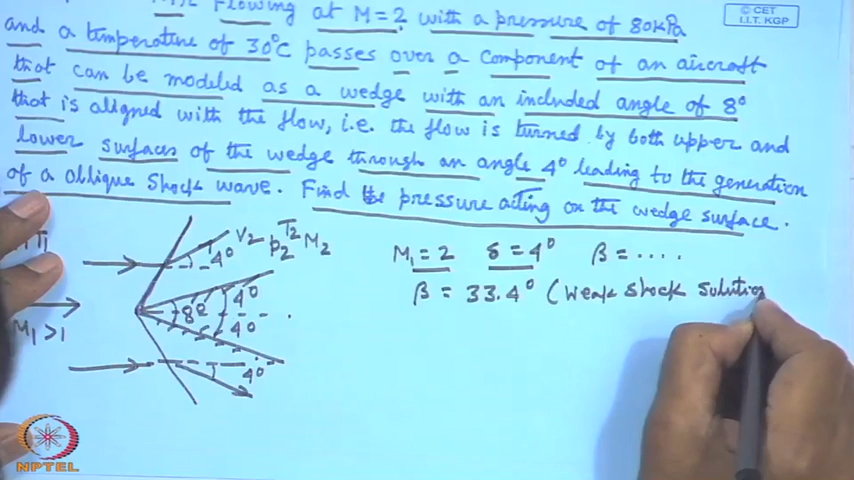 Flowing at M=2 with a pressure of 80kPa
© CET
I.I.T. KGP
and a temperature of 30°C passes over a component of an aircraft
that can be modeled as a wedge with an included angle of 8°
that is aligned with the flow, i.e. the flow is turned by both upper and
lower surfaces of the wedge through an angle 4° leading to the generation
of a oblique shock wave. Find the pressure acting on the wedge surface.
V2 p2 T2 M2
4°
M1 = 2 δ = 4° β = ....
β = 33.4° (Weak shock solution
4°
8°
4°
M1 > 1
4°
NPTEL